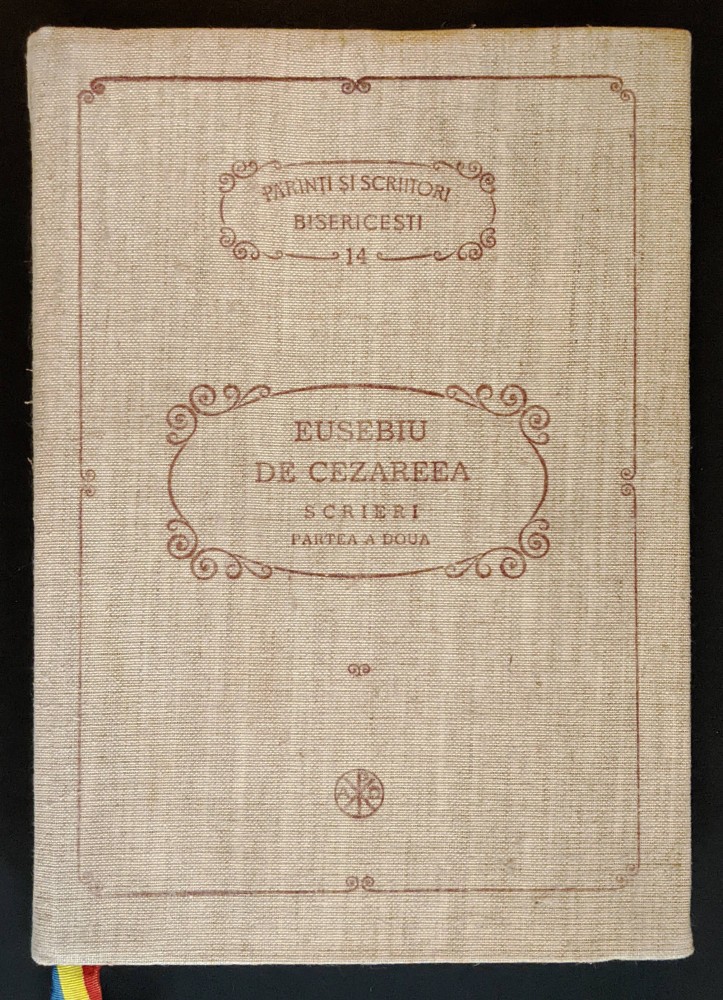 PĂRINȚI ȘI SCRIITORI
BISERICEȘTI
14
EUSEBIU
DE CEZAREEA
SCRIERI
PARTEA A DOUA